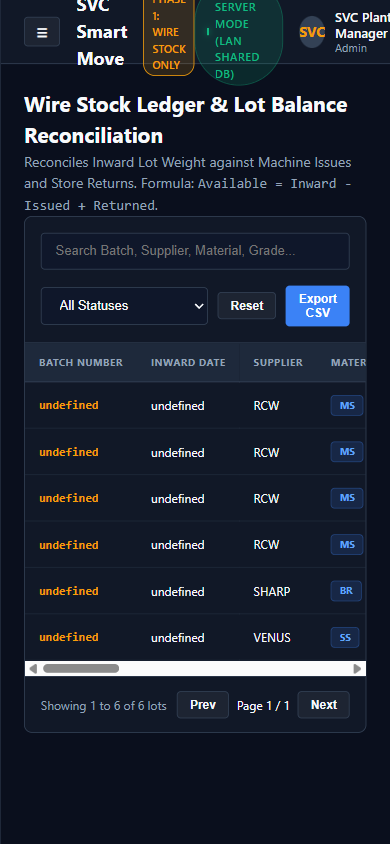 ☰
SVC
Smart
Move
PHASE
1:
WIRE
STOCK
ONLY
SERVER
MODE
(LAN
SHARED
DB)
SVC
SVC Plant
Manager
Admin
Wire Stock Ledger & Lot Balance
Reconciliation
Reconciles Inward Lot Weight against Machine Issues
and Store Returns. Formula: Available = Inward -
Issued + Returned.
Search Batch, Supplier, Material, Grade...
All Statuses
Reset
Export
CSV
BATCH NUMBER INWARD DATE SUPPLIER MATER
undefined undefined RCW MS
undefined undefined RCW MS
undefined undefined RCW MS
undefined undefined RCW MS
undefined undefined SHARP BR
undefined undefined VENUS SS
Showing 1 to 6 of 6 lots Prev Page 1 / 1 Next